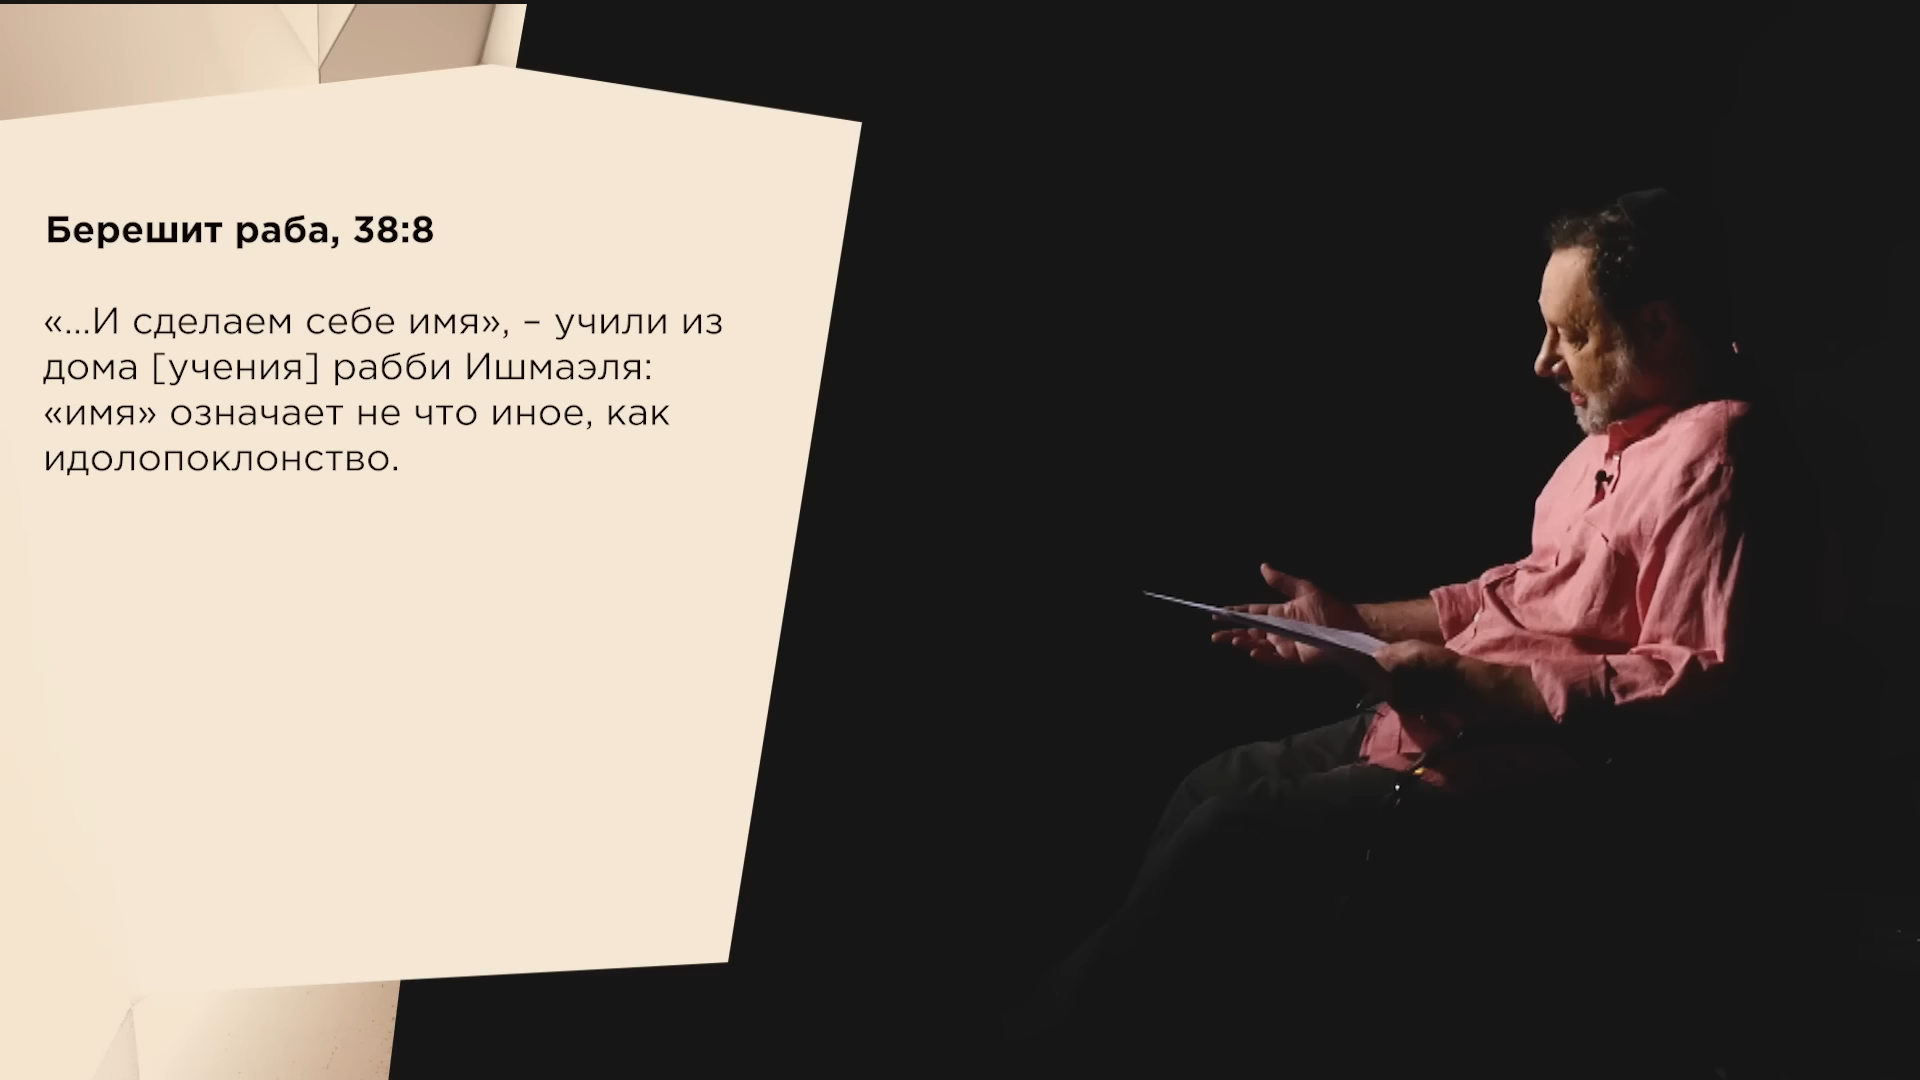 Берешит раба, 38:8
«...И сделаем себе имя», – учили из
дома [учения] рабби Ишмаэля:
«имя» означает не что иное, как
идолопоклонство.